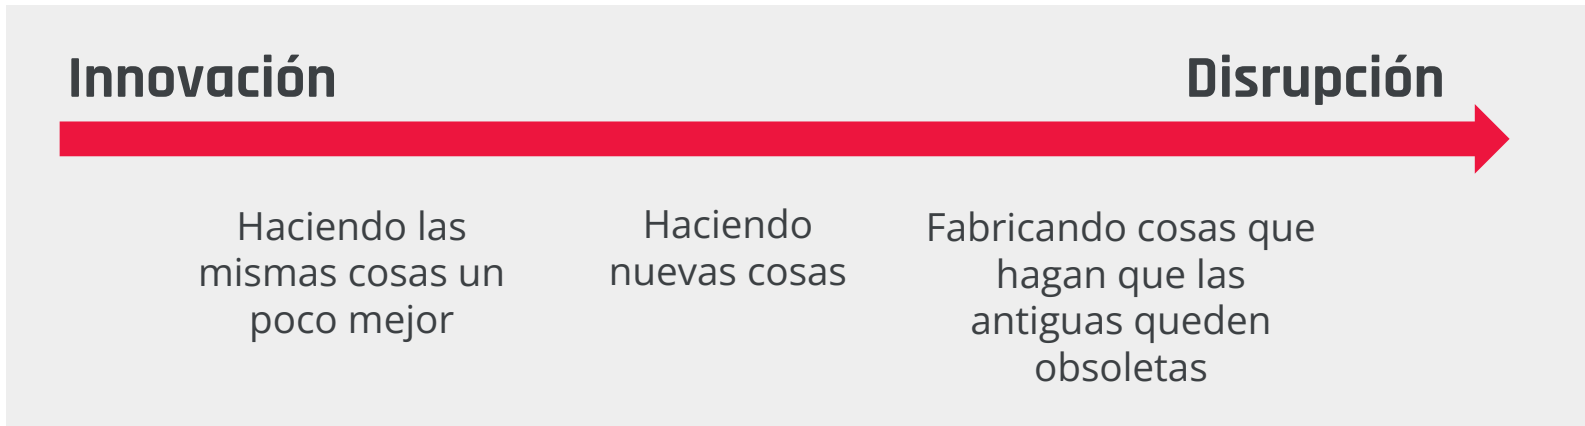 Innovación
Disrupción
Haciendo las
mismas cosas un
poco mejor
Haciendo
nuevas cosas
Fabricando cosas que
hagan que las
antiguas queden
obsoletas